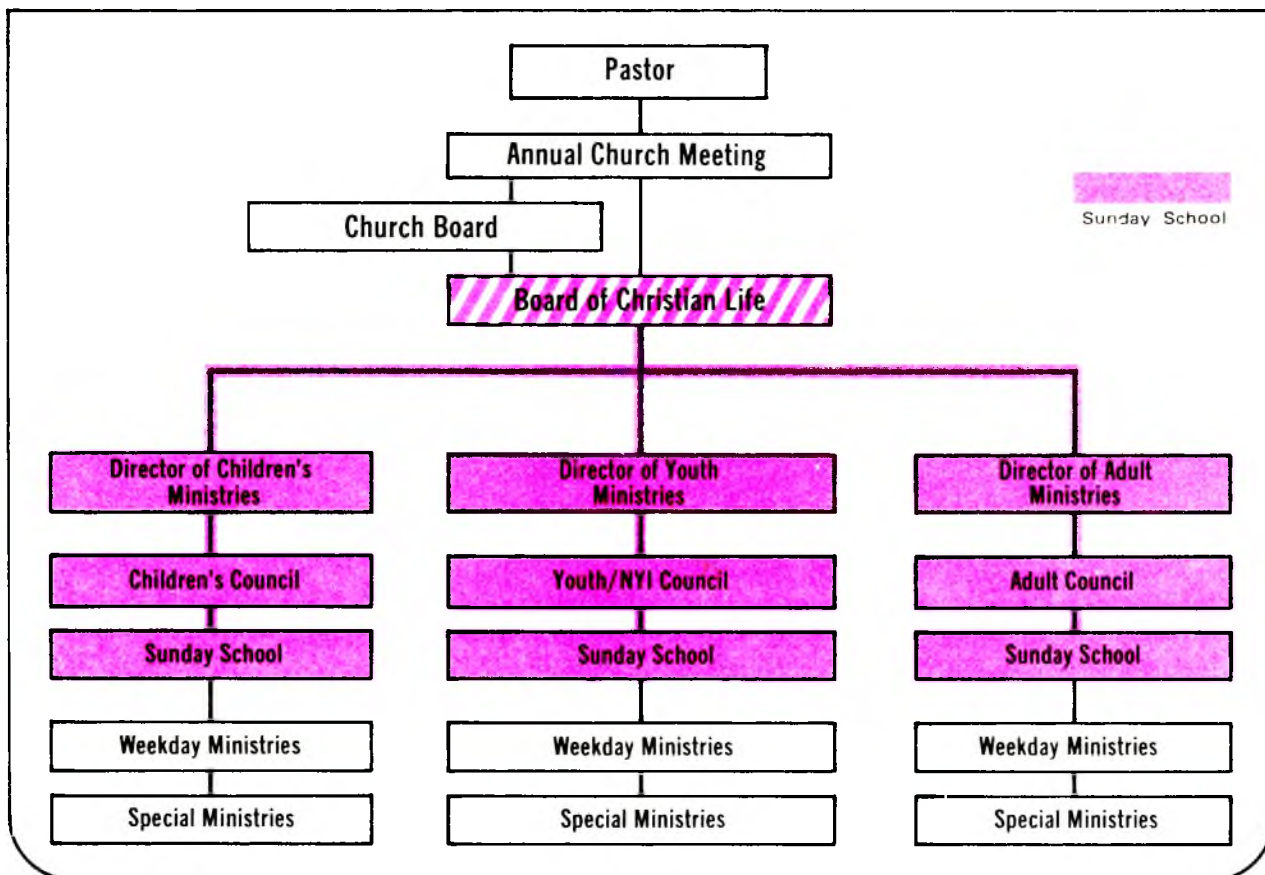 Pastor
Annual Church Meeting
Sunday School
Church Board
Board of Christian Life
Director of Children's
Ministries
Director of Youth
Ministries
Director of Adult
Ministries
Children's Council
Youth/NYI Council
Adult Council
Sunday School
Sunday School
Sunday School
Weekday Ministries
Weekday Ministries
Weekday Ministries
Special Ministries
Special Ministries
Special Ministries